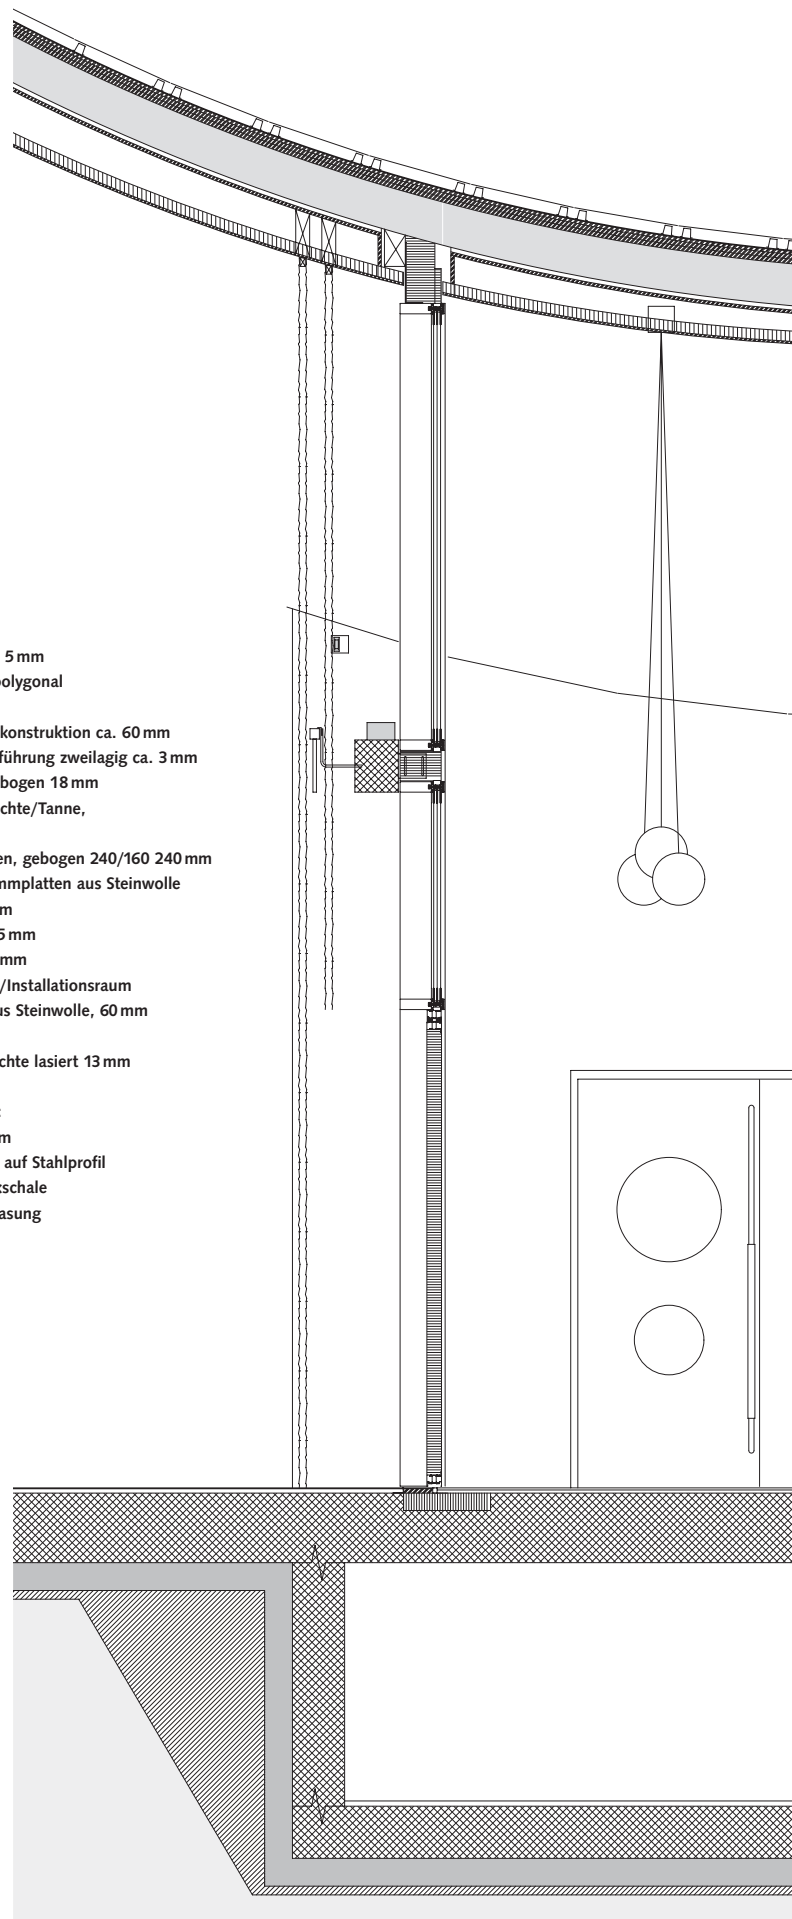 5 mm
polygonal
konstruktion ca. 60 mm
führung zweilagig ca. 3 mm
bogen 18 mm
chte/Tanne,
en, gebogen 240/160 240 mm
mmplatten aus Steinwolle
m
5 mm
mm
/Installationsraum
us Steinwolle, 60 mm
chte lasiert 13 mm
t
m
auf Stahlprofil
kschale
asung